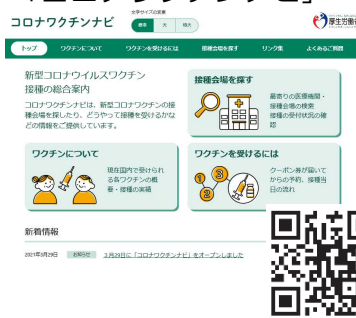 コロナワクチンナビ
文字サイズの変更
標準 大 特大
厚生労働
トップ ワクチンについて ワクチンを受けるには 接種会場を探す リンク集 よくあるご質問
新型コロナウイルスワクチン
接種の総合案内
コロナワクチンナビは、新型コロナワクチンの接
種会場を探したり、どうやって接種を受けるかな
どの情報をご提供しています。
接種会場を探す
最寄りの医療機関・
接種会場の検索
接種の受付状況の確
認
ワクチンについて
現在国内で受けられ
る各ワクチンの概
要・接種の実績
ワクチンを受けるには
クーポン券が届いて
からの予約、接種当
日の流れ
1 2 3
新着情報
2021年3月29日 お知らせ 3月29日に「コロナワクチンナビ」をオープンしました